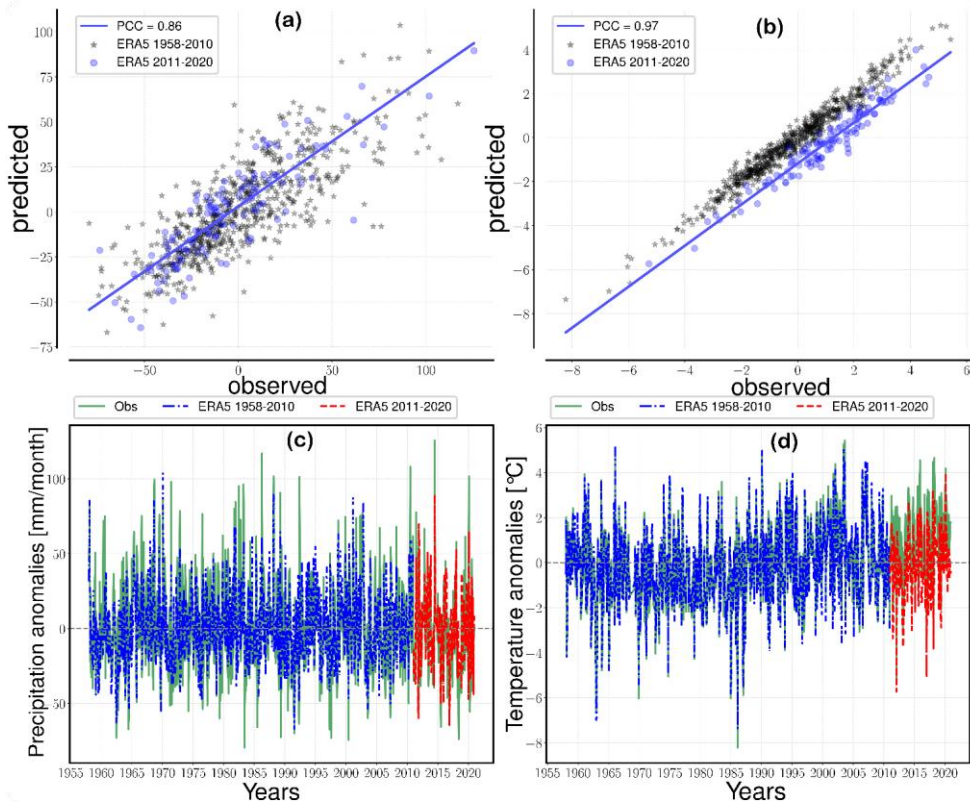 (a)
PCC = 0.86
ERA5 1958-2010
ERA5 2011-2020
100
75
50
25
0
−25
−50
−75
predicted
−50
0
50
100
observed
(b)
PCC = 0.97
ERA5 1958-2010
ERA5 2011-2020
4
2
0
−2
−4
−6
−8
predicted
−8
−6
−4
−2
0
2
4
6
observed
Obs
ERA5 1958-2010
ERA5 2011-2020
(c)
100
50
0
−50
Precipitation anomalies [mm/month]
1955
1960
1965
1970
1975
1980
1985
1990
1995
2000
2005
2010
2015
2020
Years
Obs
ERA5 1958-2010
ERA5 2011-2020
(d)
6
4
2
0
−2
−4
−6
−8
Temperature anomalies [°C]
1955
1960
1965
1970
1975
1980
1985
1990
1995
2000
2005
2010
2015
2020
Years